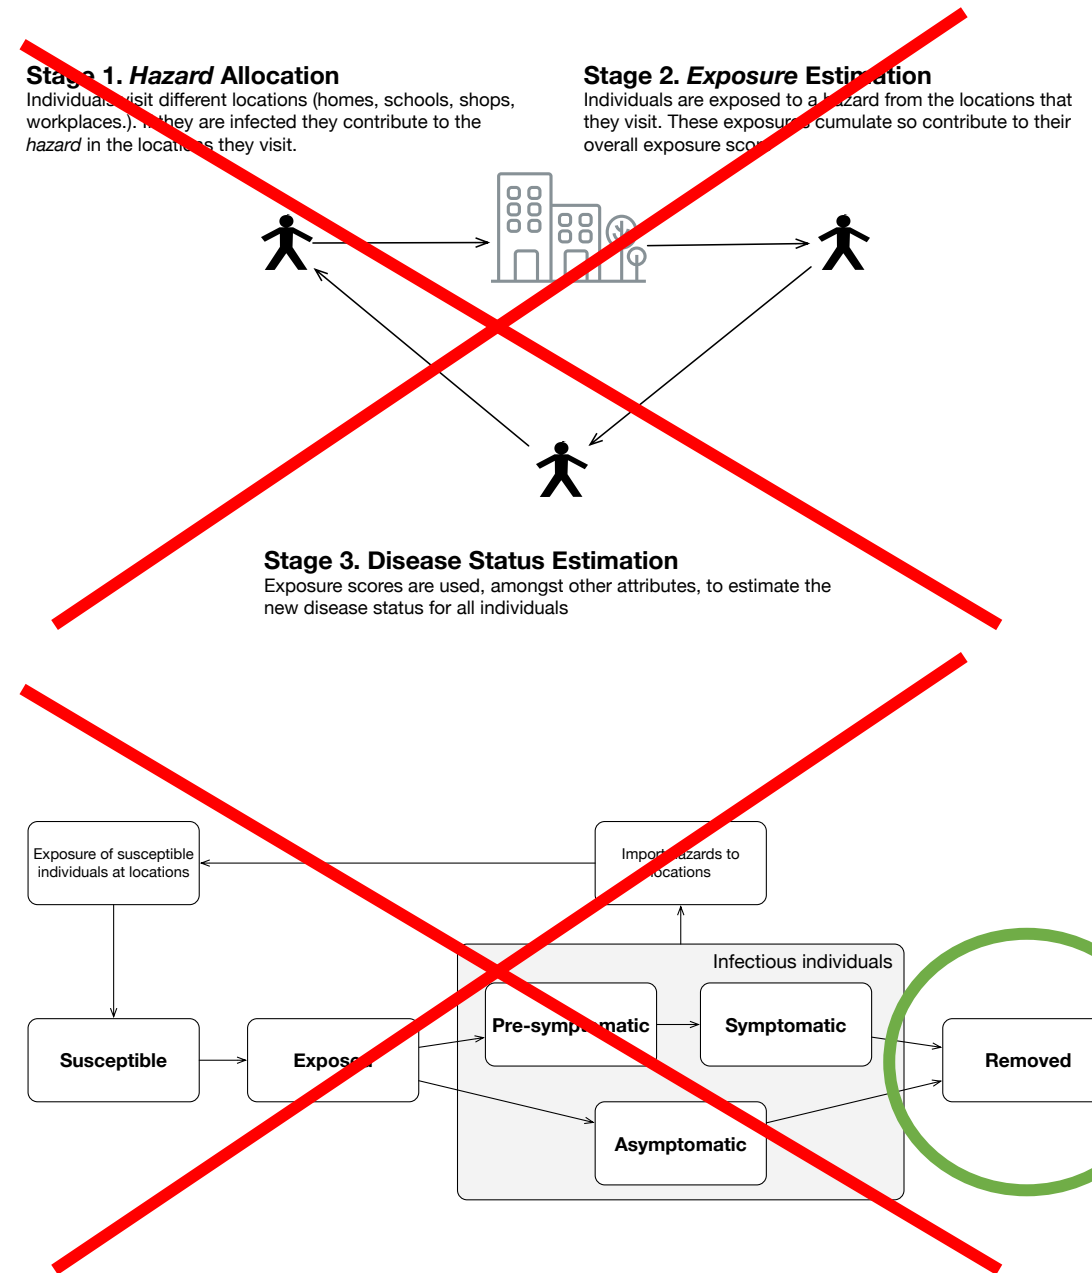 Stage 1. Hazard Allocation
Individuals visit different locations (homes, schools, shops,
workplaces.). If they are infected they contribute to the
hazard in the locations they visit.
Stage 2. Exposure Estimation
Individuals are exposed to a hazard from the locations that
they visit. These exposures cumulate so contribute to their
overall exposure score
Stage 3. Disease Status Estimation
Exposure scores are used, amongst other attributes, to estimate the
new disease status for all individuals
Exposure of susceptible
individuals at locations
Import hazards to
locations
Infectious individuals
Susceptible
Exposed
Pre-symptomatic
Symptomatic
Asymptomatic
Removed